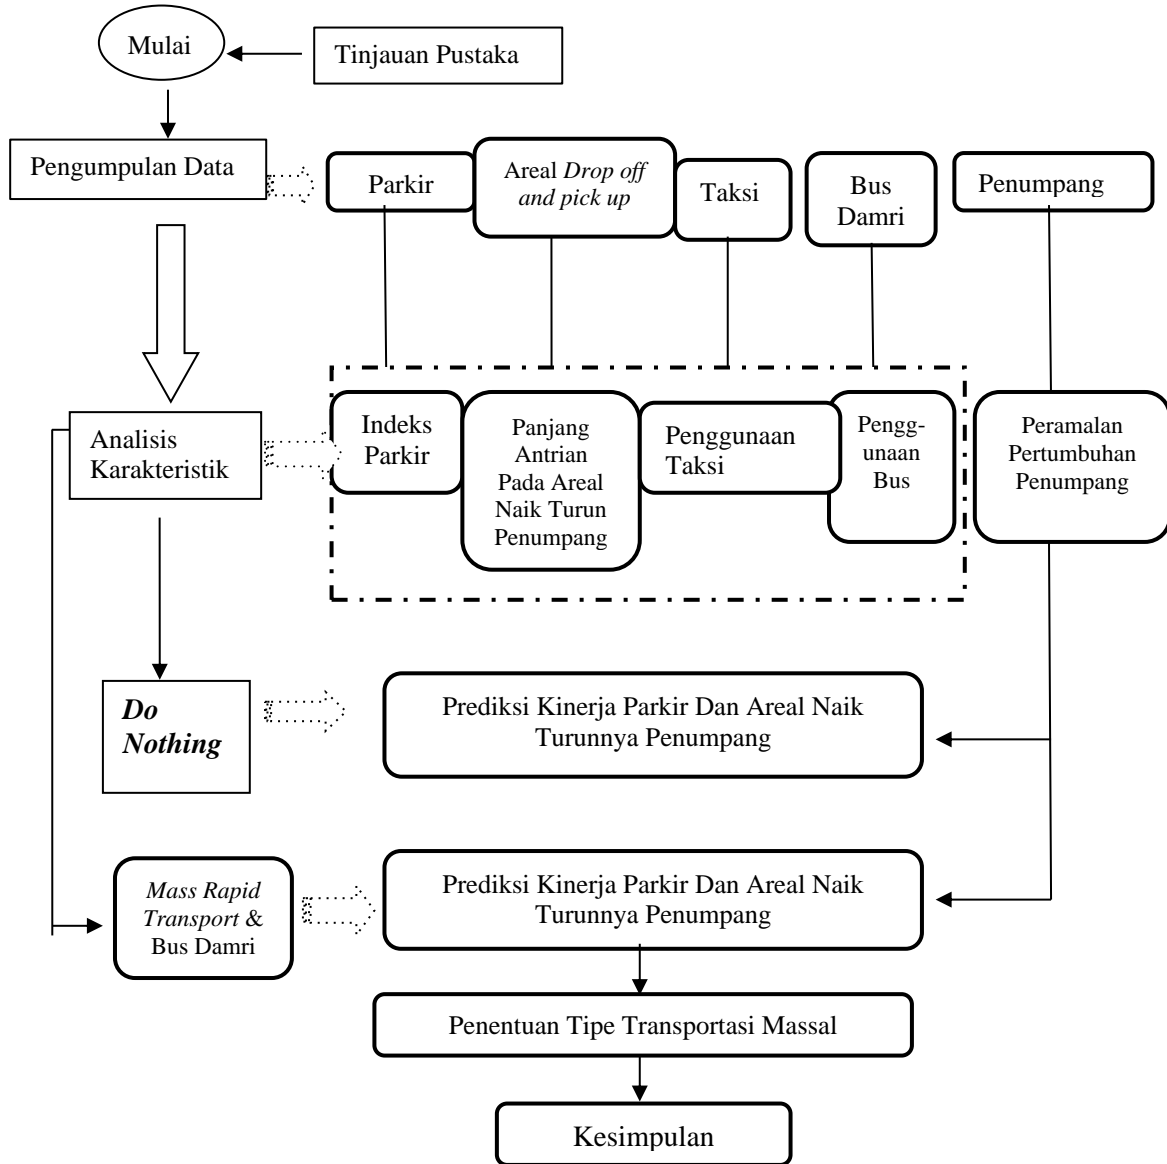 Mulai
Tinjauan Pustaka
Pengumpulan Data
Parkir
Areal Drop off
and pick up
Taksi
Bus
Damri
Penumpang
Analisis
Karakteristik
Indeks
Parkir
Panjang
Antrian
Pada Areal
Naik Turun
Penumpang
Penggunaan
Taksi
Pengg-
unaan
Bus
Peramalan
Pertumbuhan
Penumpang
Do
Nothing
Prediksi Kinerja Parkir Dan Areal Naik
Turunnya Penumpang
Mass Rapid
Transport &
Bus Damri
Prediksi Kinerja Parkir Dan Areal Naik
Turunnya Penumpang
Penentuan Tipe Transportasi Massal
Kesimpulan